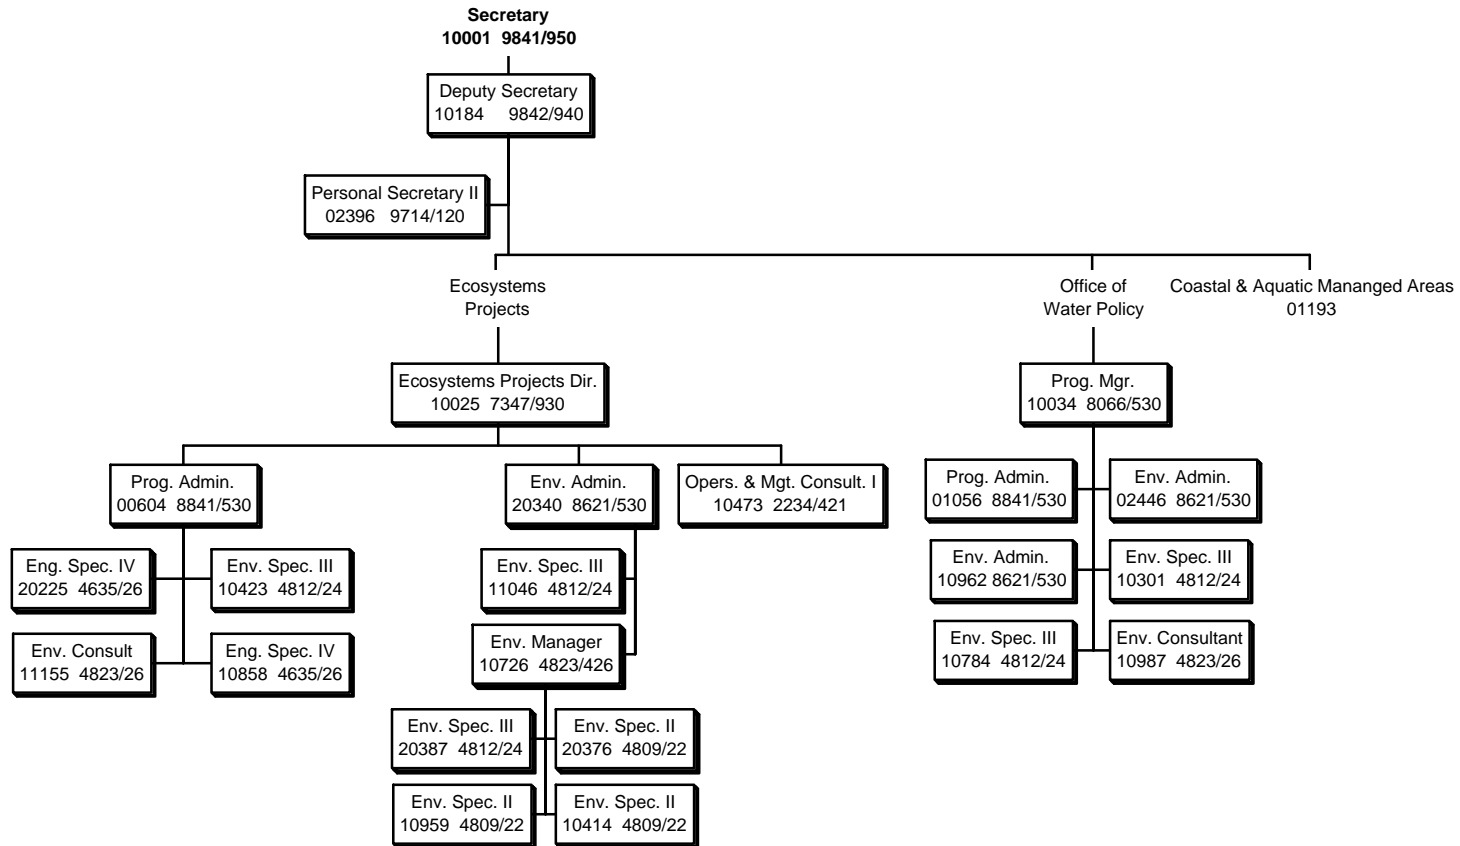 Secretary
10001 9841/950
Deputy Secretary
10184 9842/940
Personal Secretary II
02396 9714/120
Ecosystems
Projects
Office of
Water Policy
Coastal & Aquatic Mananged Areas
01193
Ecosystems Projects Dir.
10025 7347/930
Prog. Mgr.
10034 8066/530
Prog. Admin.
00604 8841/530
Env. Admin.
20340 8621/530
Opers. & Mgt. Consult. I
10473 2234/421
Prog. Admin.
01056 8841/530
Env. Admin.
02446 8621/530
Eng. Spec. IV
20225 4635/26
Env. Spec. III
10423 4812/24
Env. Spec. III
11046 4812/24
Env. Admin.
10962 8621/530
Env. Spec. III
10301 4812/24
Env. Consult
11155 4823/26
Eng. Spec. IV
10858 4635/26
Env. Manager
10726 4823/426
Env. Spec. III
10784 4812/24
Env. Consultant
10987 4823/26
Env. Spec. III
20387 4812/24
Env. Spec. II
20376 4809/22
Env. Spec. II
10959 4809/22
Env. Spec. II
10414 4809/22